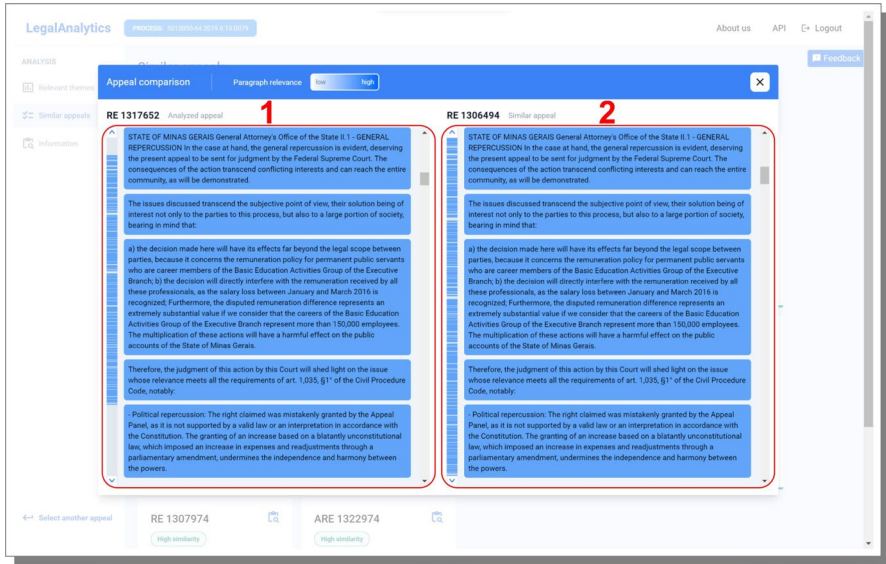 LegalAnalytics
PROCESS:
About us
API
Logout
Feedback
ANALYSIS
Relevant themes
Similar appeals
Information
Appeal comparison
Paragraph relevance
low
high
1
2
RE 1317652 Analyzed appeal
STATE OF MINAS GERAIS General Attorney's Office of the State II.1 - GENERAL
REPERCUSSION In the case at hand, the general repercussion is evident, deserving
the present appeal to be sent for judgment by the Federal Supreme Court. The
consequences of the action transcend conflicting interests and can reach the entire
community, as will be demonstrated.
The issues discussed transcend the subjective point of view, their solution being of
interest not only to the parties to this process, but also to a large portion of society,
bearing in mind that:
a) the decision made here will have its effects far beyond the legal scope between
parties, because it concerns the remuneration policy for permanent public servants
who are career members of the Basic Education Activities Group of the Executive
Branch; b) the decision will directly interfere with the remuneration received by all
these professionals, as the salary loss between January and March 2016 is
recognized; Furthermore, the disputed remuneration difference represents an
extremely substantial value if we consider that the careers of the Basic Education
Activities Group of the Executive Branch represent more than 150,000 employees.
The multiplication of these actions will have a harmful effect on the public
accounts of the State of Minas Gerais.
Therefore, the judgment of this action by this Court will shed light on the issue
whose relevance meets all the requirements of art. 1,035, §1° of the Civil Procedure
Code, notably:
- Political repercussion: The right claimed was mistakenly granted by the Appeal
Panel, as it is not supported by a valid law or an interpretation in accordance with
the Constitution. The granting of an increase based on a blatantly unconstitutional
law, which imposed an increase in expenses and readjustments through a
parliamentary amendment, undermines the independence and harmony between
the powers.
RE 1306494 Similar appeal
STATE OF MINAS GERAIS General Attorney's Office of the State II.1 - GENERAL
REPERCUSSION In the case at hand, the general repercussion is evident, deserving
the present appeal to be sent for judgment by the Federal Supreme Court. The
consequences of the action transcend conflicting interests and can reach the entire
community, as will be demonstrated.
The issues discussed transcend the subjective point of view, their solution being of
interest not only to the parties to this process, but also to a large portion of society,
bearing in mind that:
a) the decision made here will have its effects far beyond the legal scope between
parties, because it concerns the remuneration policy for permanent public servants
who are career members of the Basic Education Activities Group of the Executive
Branch; b) the decision will directly interfere with the remuneration received by all
these professionals, as the salary loss between January and March 2016 is
recognized; Furthermore, the disputed remuneration difference represents an
extremely substantial value if we consider that the careers of the Basic Education
Activities Group of the Executive Branch represent more than 150,000 employees.
The multiplication of these actions will have a harmful effect on the public
accounts of the State of Minas Gerais.
Therefore, the judgment of this action by this Court will shed light on the issue
whose relevance meets all the requirements of art. 1,035, §1° of the Civil Procedure
Code, notably:
- Political repercussion: The right claimed was mistakenly granted by the Appeal
Panel, as it is not supported by a valid law or an interpretation in accordance with
the Constitution. The granting of an increase based on a blatantly unconstitutional
law, which imposed an increase in expenses and readjustments through a
parliamentary amendment, undermines the independence and harmony between
the powers.
Select another appeal
RE 1307974
High similarity
ARE 1322974
High similarity